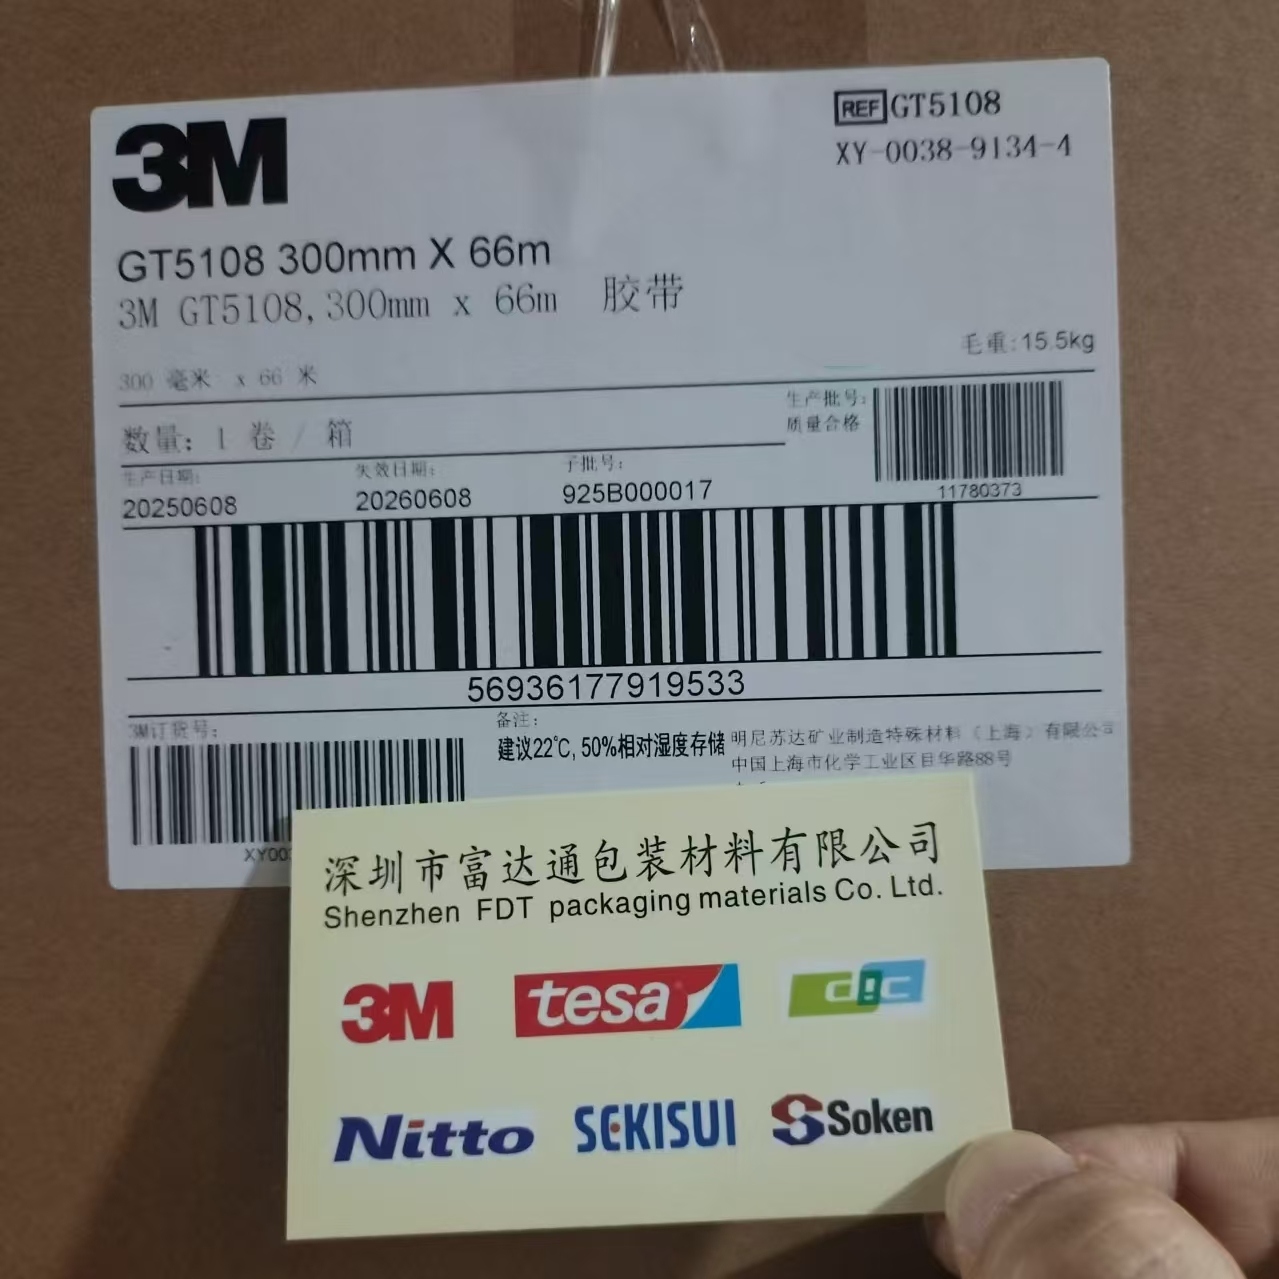 3M
REF GT5108
XY-0038-9134-4
GT5108 300mm X 66m
3M GT5108,300mm x 66m 胶带
毛重:15.5kg
300 毫米 x 66 米
数量: 1 卷 / 箱
生产批号:
质量合格
11780373
生产日期: 失效日期: 子批号:
20250608 20260608 925B000017
56936177919533
3M订货号:
XY00
备注:
建议22℃, 50%相对湿度存储
明尼苏达矿业制造特殊材料(上海)有限公司
中国上海市化学工业区目华路88号
深圳市富达通包装材料有限公司
Shenzhen FDT packaging materials Co. Ltd.
3M tesa
Nitto SEKISUI Soken